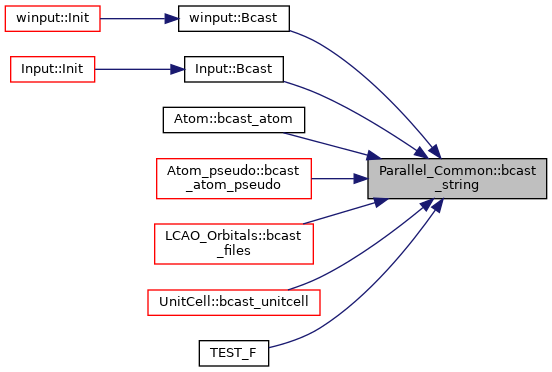 winput::Init
winput::Bcast
Input::Init
Input::Bcast
Atom::bcast_atom
Atom_pseudo::bcast
_atom_pseudo
Parallel_Common::bcast
_string
LCAO_Orbitals::bcast
_files
UnitCell::bcast_unitcell
TEST_F